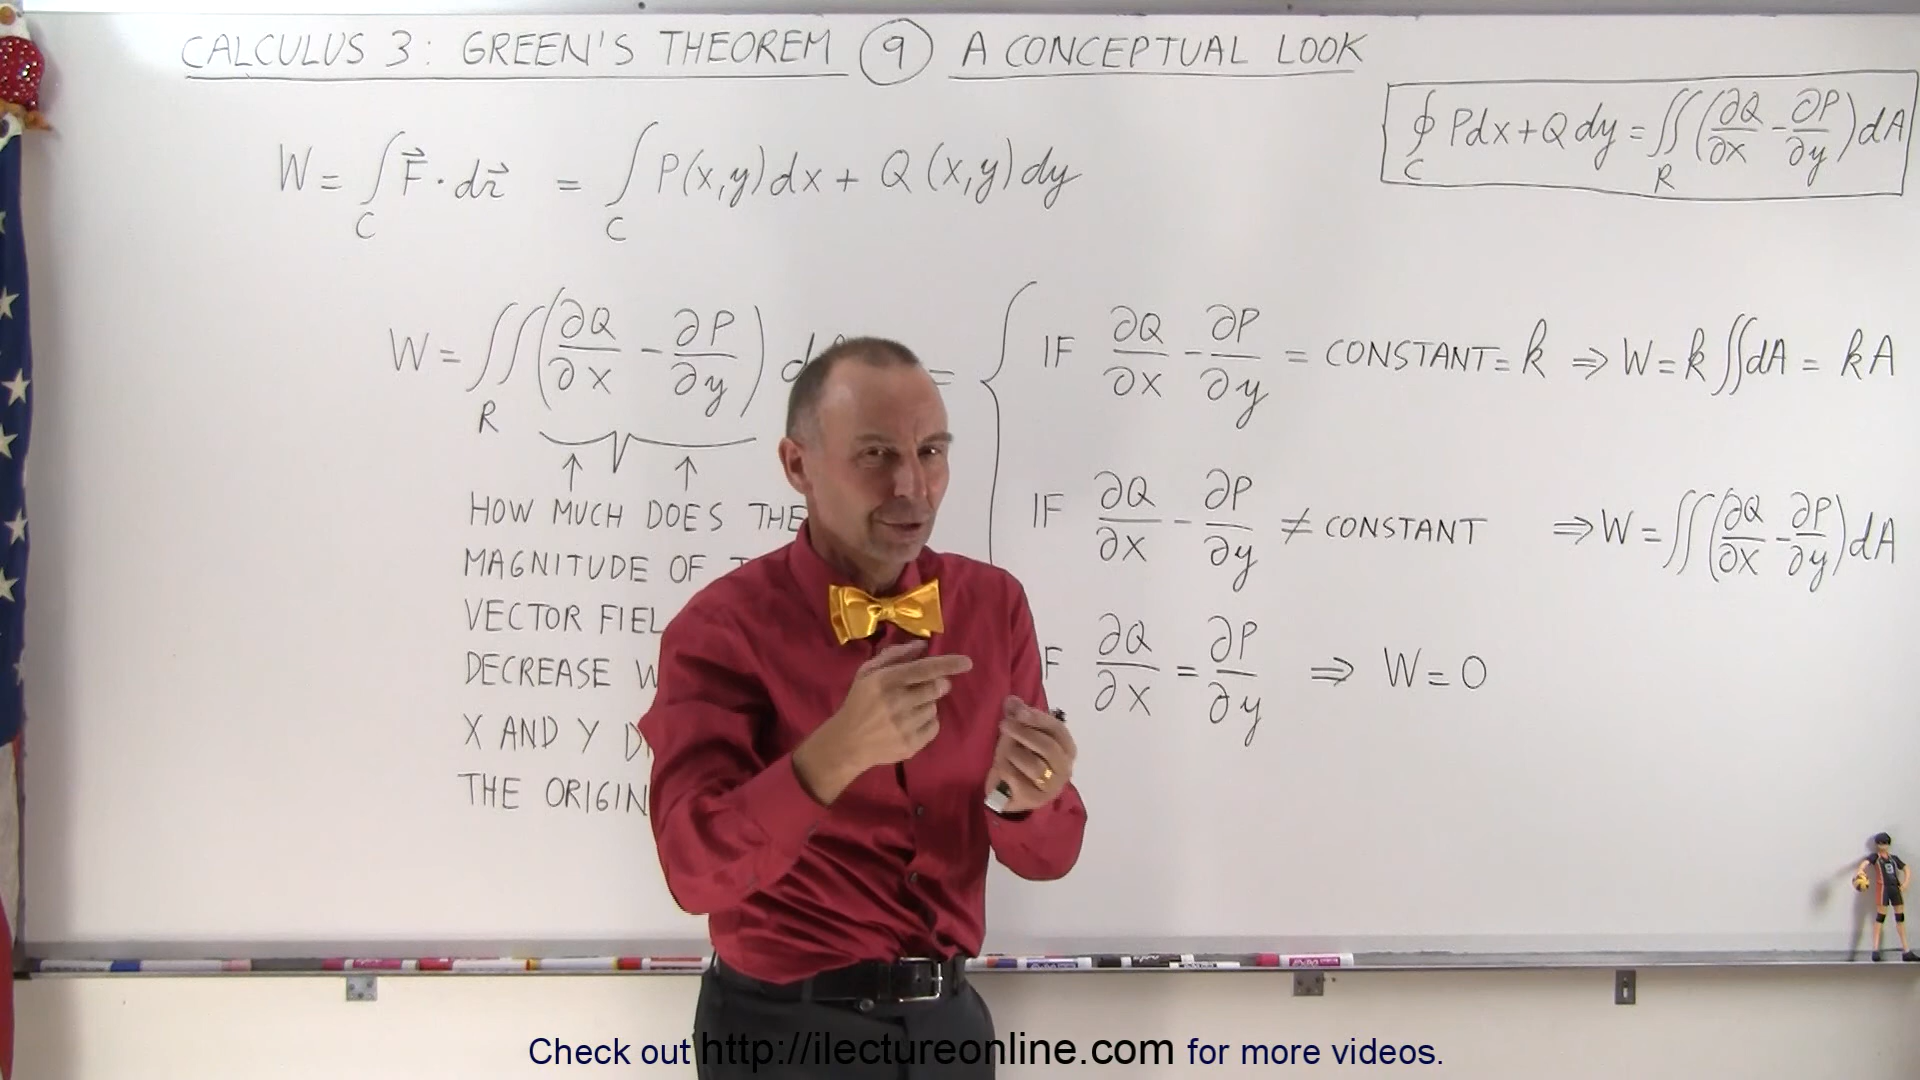 CALCULUS 3: GREEN'S THEOREM 9 A CONCEPTUAL LOOK
∮_C Pdx+Qdy = ∬_R (∂Q/∂x - ∂P/∂y) dA
W = ∫_C F⃗ · dr⃗ = ∫_C P(x,y)dx + Q(x,y)dy
W = ∬_R (∂Q/∂x - ∂P/∂y) =
IF ∂Q/∂x - ∂P/∂y = CONSTANT = k ⇒ W = k∬dA = kA
IF ∂Q/∂x - ∂P/∂y ≠ CONSTANT ⇒ W = ∬(∂Q/∂x - ∂P/∂y)dA
F ∂Q/∂x = ∂P/∂y ⇒ W = 0
HOW MUCH DOES THE
MAGNITUDE OF
VECTOR FIEL
DECREASE W
X AND Y D
THE ORIGIN
Check out http://ilectureonline.com for more videos.